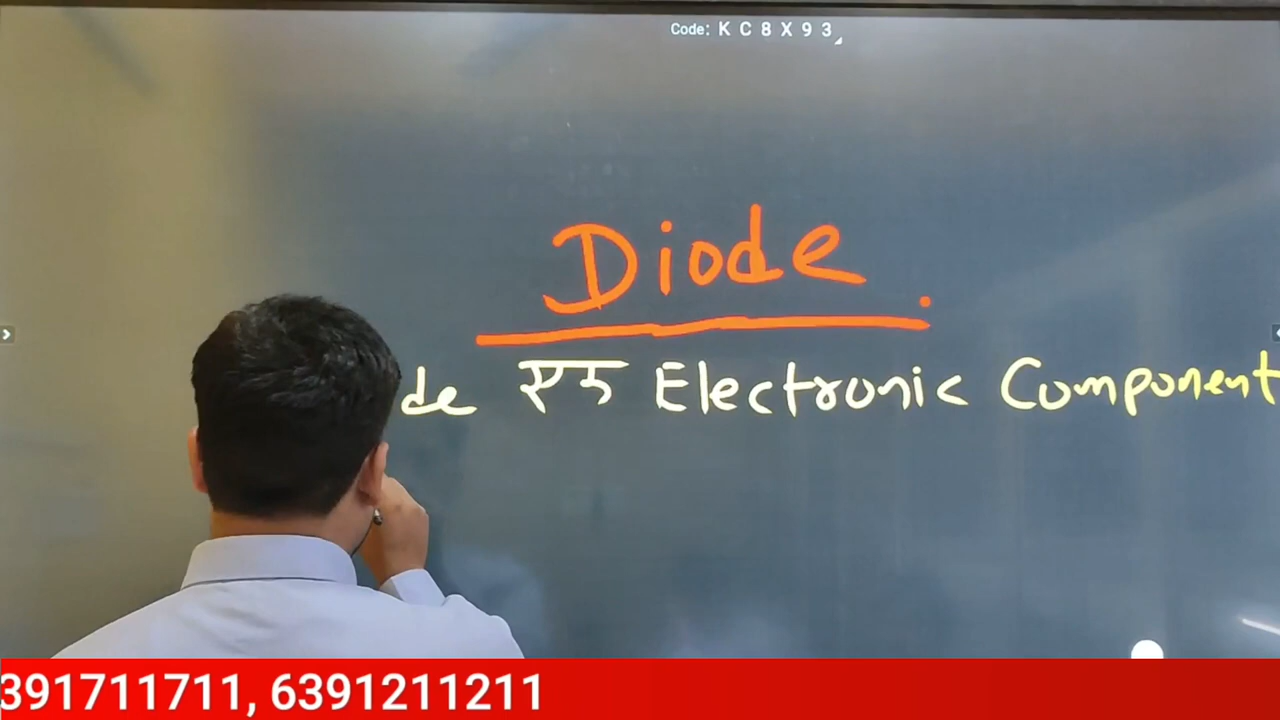 Code: K C 8 X 9 3
Diode.
de एक Electronic Component
391711711, 6391211211